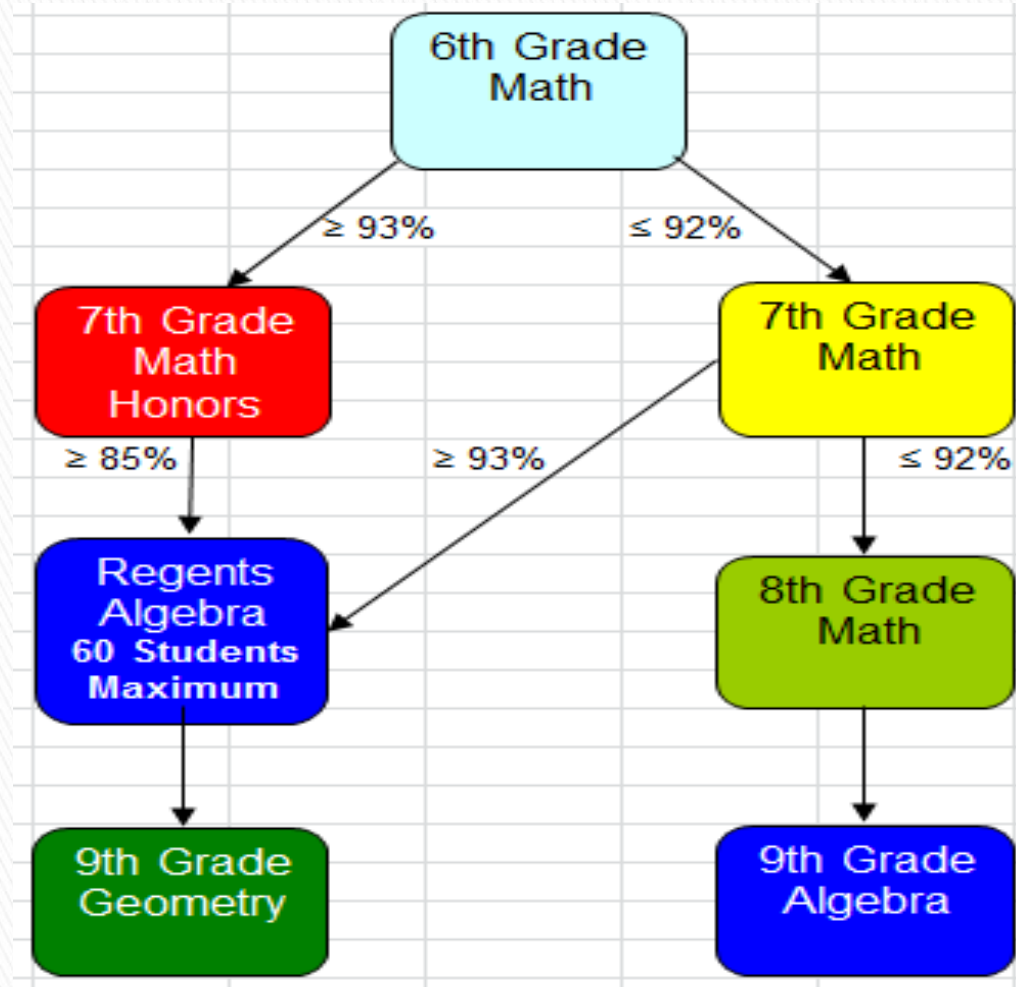 6th Grade
Math
≥ 93%
≤ 92%
7th Grade
Math
Honors
7th Grade
Math
≥ 85%
≥ 93%
≤ 92%
Regents
Algebra
60 Students
Maximum
8th Grade
Math
9th Grade
Geometry
9th Grade
Algebra